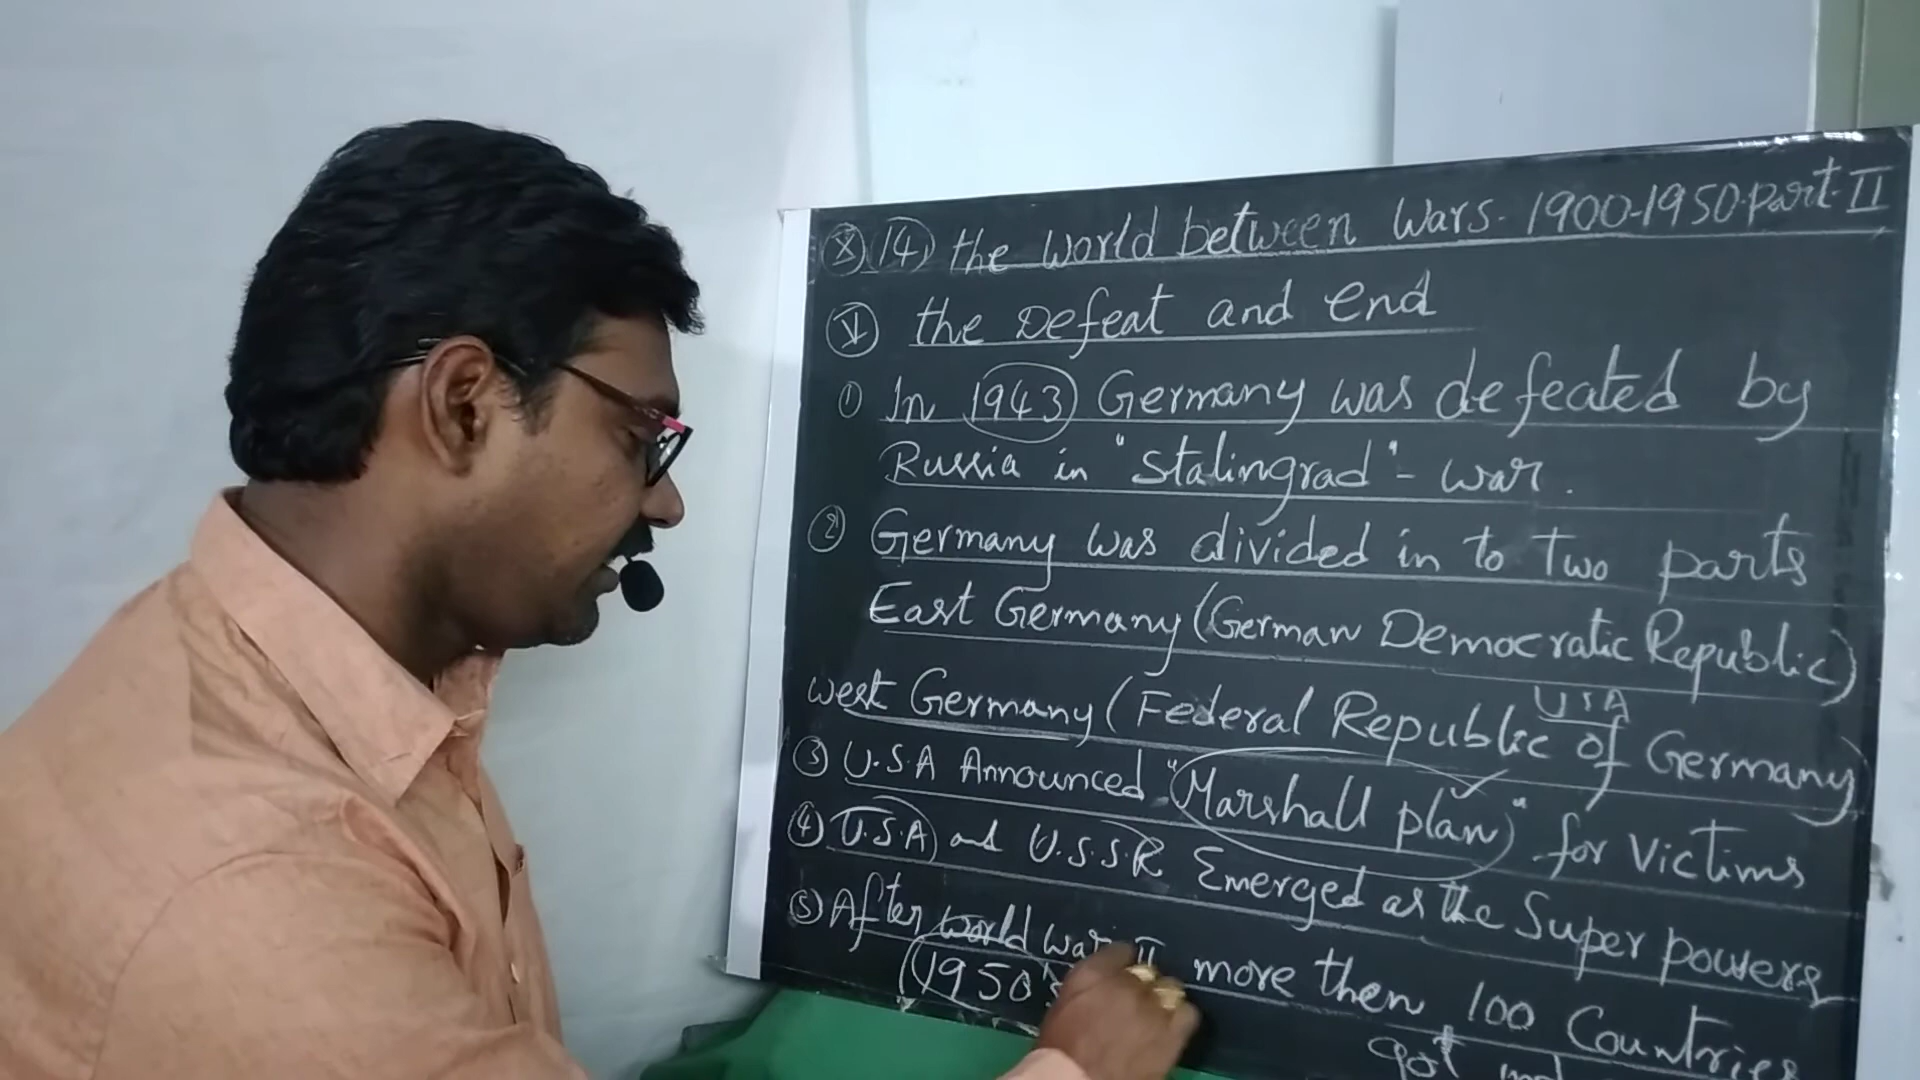 X 14 the world between Wars. 1900-1950. part-II
V the Defeat and End
1 In 1943 Germany was defeated by
Russia in "Stalingrad" - war.
2 Germany was divided in to Two parts
East Germany (German Democratic Republic)
West Germany (Federal Republic of Germany)
USA
3 U.S.A Announced "Marshall plan" for Victims
4 U.S.A and U.S.S.R Emerged as the Super powers
5 After world war II more then 100 Countries
(1950's
got